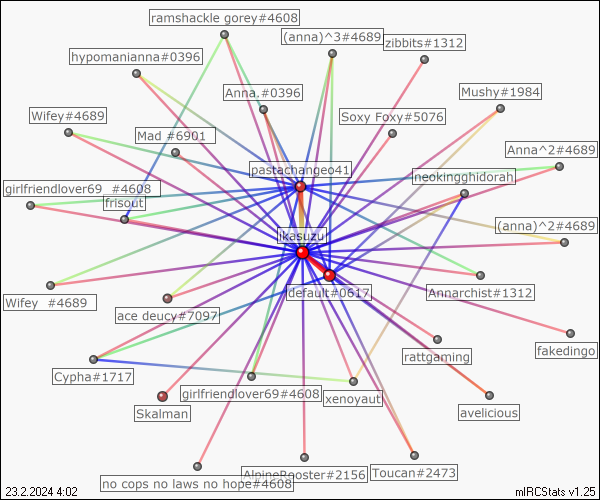 ramshackle gorey#4608
(anna)^3#4689
zibbits#1312
hypomanianna#0396
Anna,#0396
Mushy#1984
Wifey#4689
Mad #6901
Soxy Foxy#5076
Anna^2#4689
pastachangeo41
neokingghidorah
girlfriendlover69__#4608
frisout
(anna)^2#4689
ikasuzu
Wifey  #4689
default#0617
Annarchist#1312
ace deucy#7097
rattgaming
fakedingo
Cypha#1717
girlfriendlover69#4608
xenoyaut
avelicious
Skalman
no cops no laws no hope#4608
AlpineRooster#2156
Toucan#2473
23.2.2024 4:02
mIRCStats v1.25